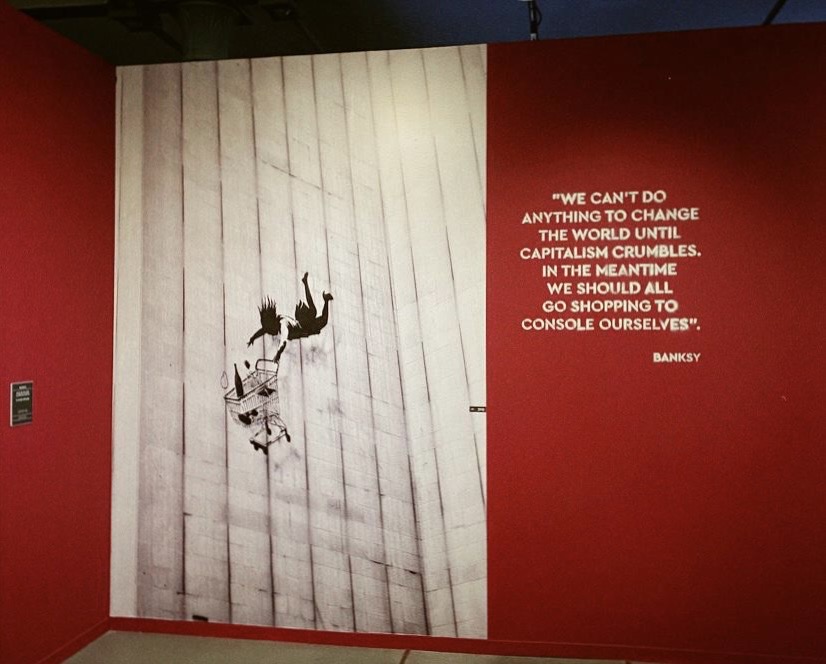 "WE CAN'T DO
ANYTHING TO CHANGE
THE WORLD UNTIL
CAPITALISM CRUMBLES.
IN THE MEANTIME
WE SHOULD ALL
GO SHOPPING TO
CONSOLE OURSELVES".
BANKSY